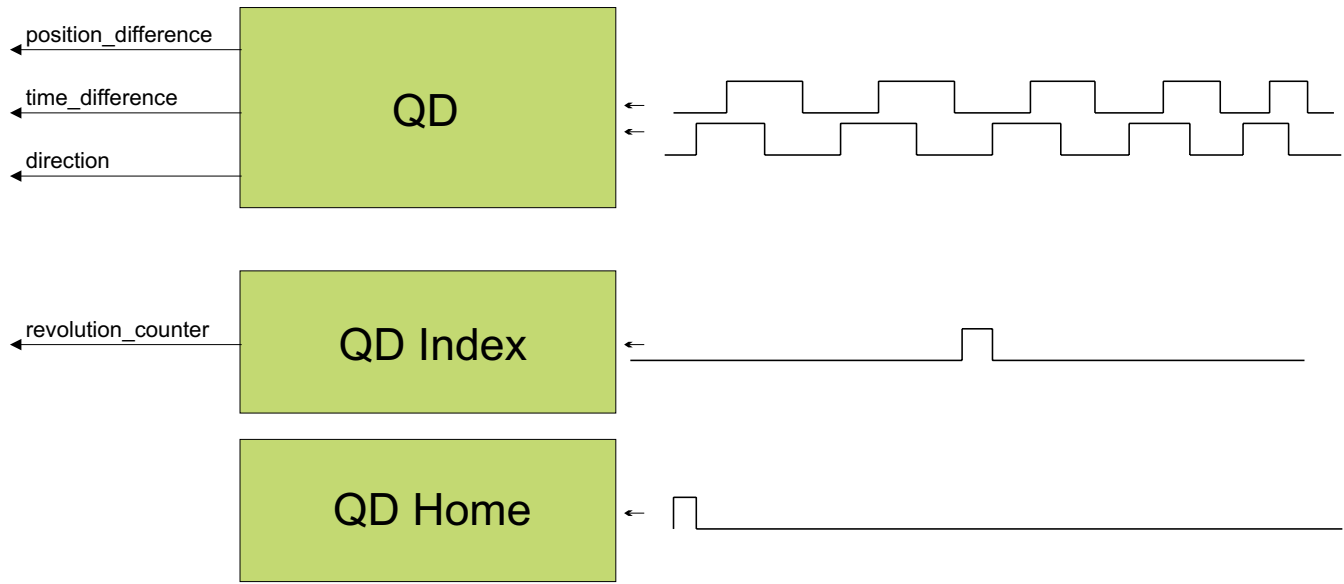 position_difference
time_difference
direction
QD
revolution_counter
QD Index
QD Home